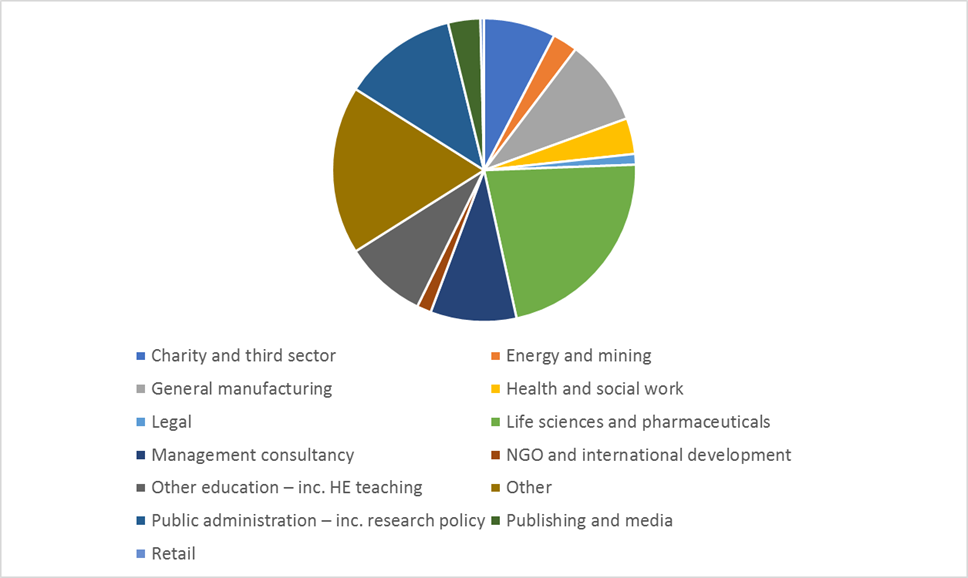 Charity and third sector
Energy and mining
General manufacturing
Health and social work
Legal
Life sciences and pharmaceuticals
Management consultancy
NGO and international development
Other education – inc. HE teaching
Other
Public administration – inc. research policy
Publishing and media
Retail